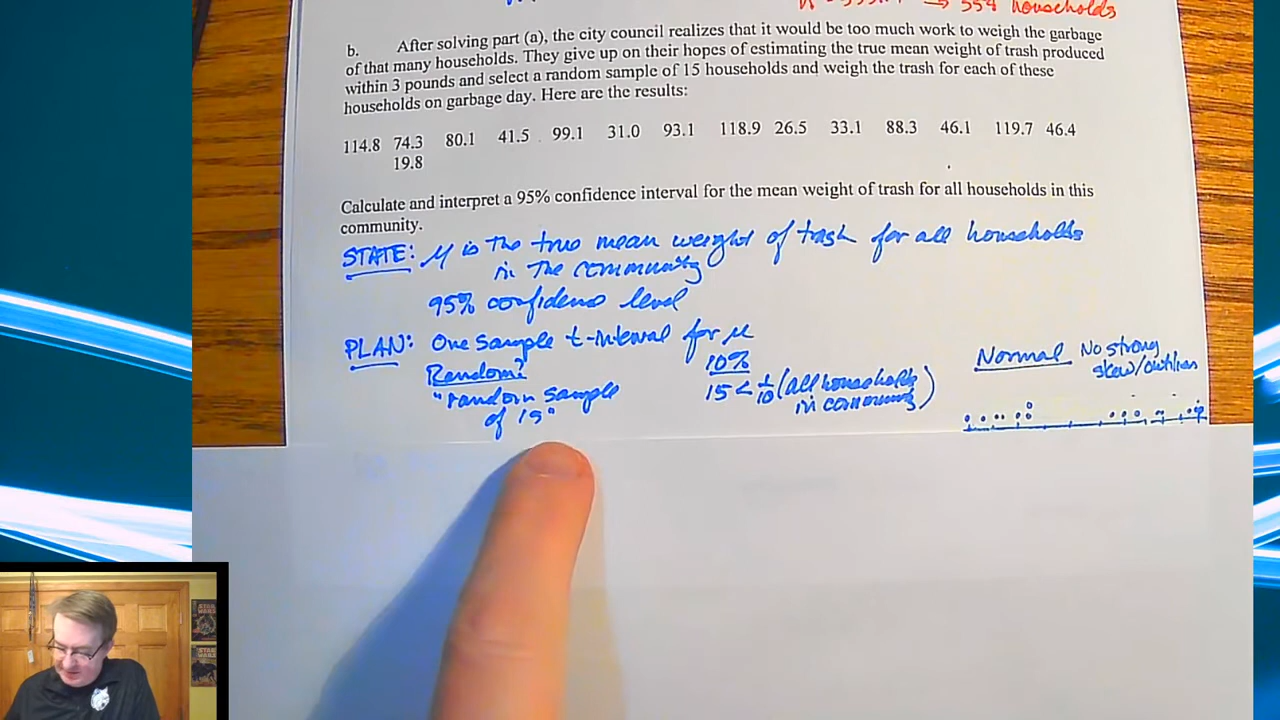 → 554 households
b. After solving part (a), the city council realizes that it would be too much work to weigh the garbage
of that many households. They give up on their hopes of estimating the true mean weight of trash produced
within 3 pounds and select a random sample of 15 households and weigh the trash for each of these
households on garbage day. Here are the results:
114.8 74.3 80.1 41.5 99.1 31.0 93.1 118.9 26.5 33.1 88.3 46.1 119.7 46.4
19.8
Calculate and interpret a 95% confidence interval for the mean weight of trash for all households in this
community.
STATE: μ is the true mean weight of trash for all households
in the community
95% confidence level
PLAN: One sample t-interval for μ
Random?
"random sample
of 15"
10%
15 < 1/10 (all households
in community)
Normal No strong
skew/outliers
STAR
WARS
STAR
WARS